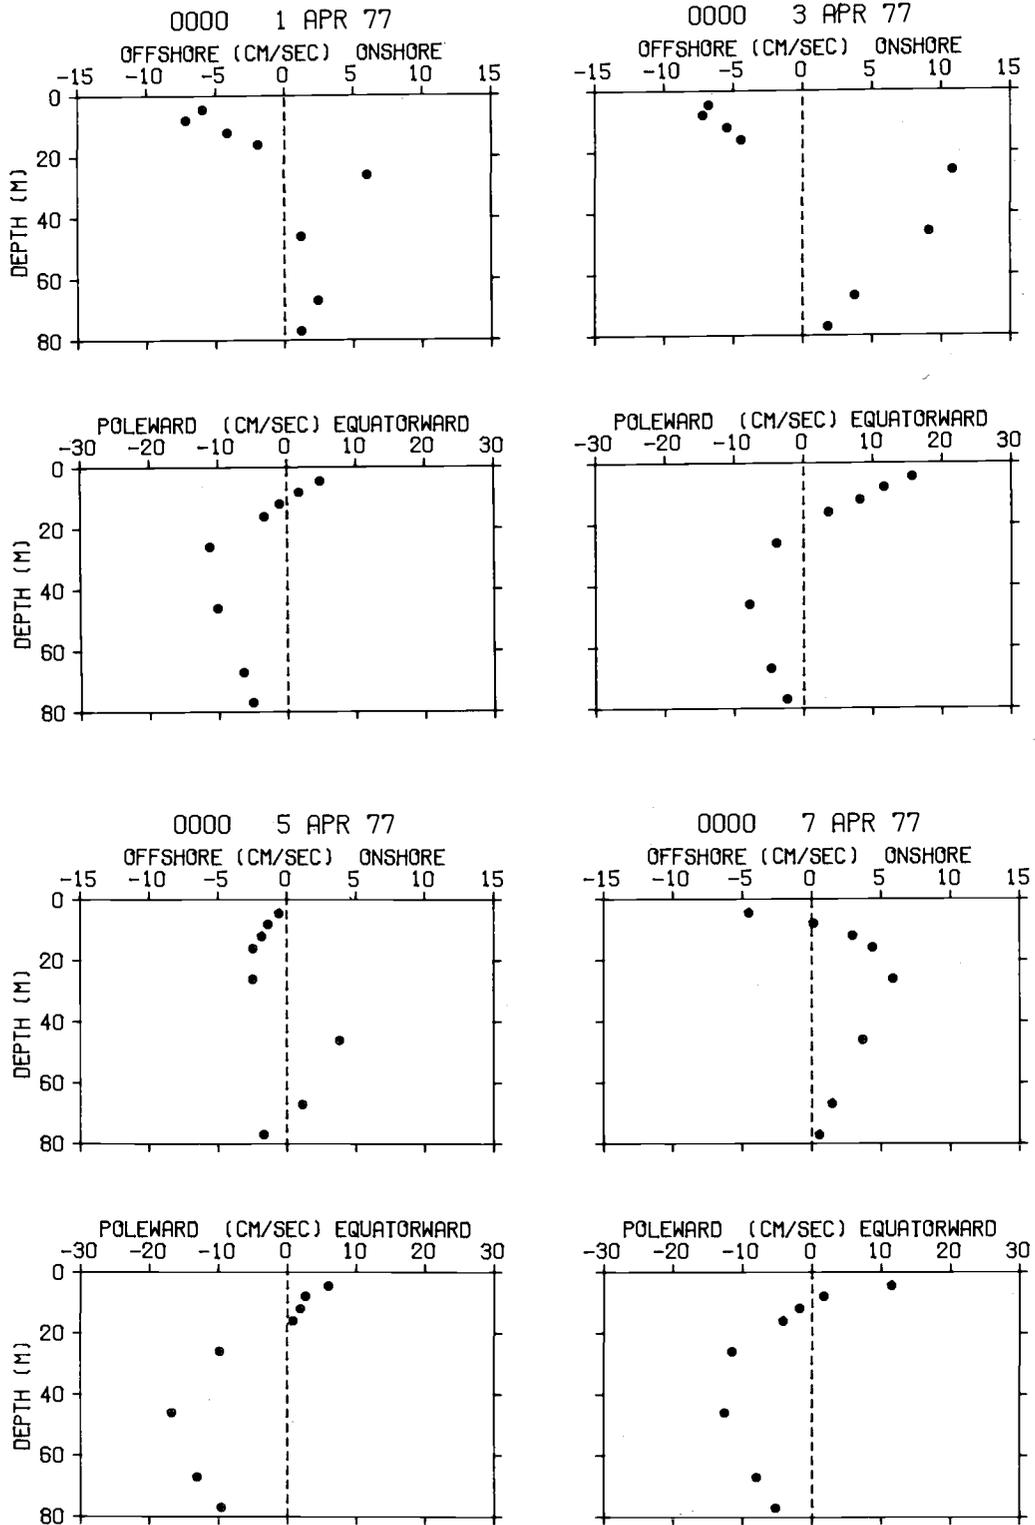 0000 1 APR 77
OFFSHORE (CM/SEC) ONSHORE
-15 -10 -5 0 5 10 15
0
20
40
60
80
DEPTH (M)
POLEWARD (CM/SEC) EQUATORWARD
-30 -20 -10 0 10 20 30
0
20
40
60
80
DEPTH (M)
0000 3 APR 77
OFFSHORE (CM/SEC) ONSHORE
-15 -10 -5 0 5 10 15
POLEWARD (CM/SEC) EQUATORWARD
-30 -20 -10 0 10 20 30
0000 5 APR 77
OFFSHORE (CM/SEC) ONSHORE
-15 -10 -5 0 5 10 15
0
20
40
60
80
DEPTH (M)
POLEWARD (CM/SEC) EQUATORWARD
-30 -20 -10 0 10 20 30
0
20
40
60
80
DEPTH (M)
0000 7 APR 77
OFFSHORE (CM/SEC) ONSHORE
-15 -10 -5 0 5 10 15
POLEWARD (CM/SEC) EQUATORWARD
-30 -20 -10 0 10 20 30